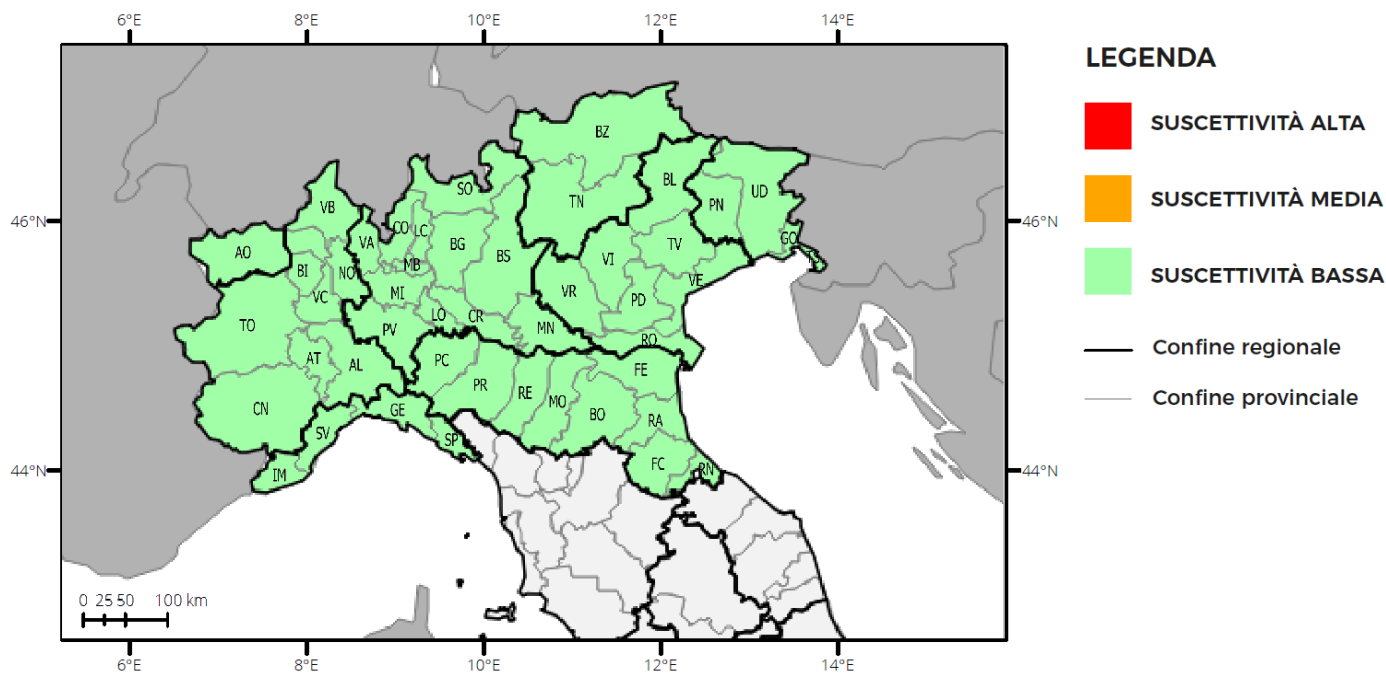 6°E 8°E 10°E 12°E 14°E
LEGENDA
SUSCETTIVITÀ ALTA
SUSCETTIVITÀ MEDIA
SUSCETTIVITÀ BASSA
Confine regionale
Confine provinciale
46°N 46°N
44°N 44°N
BZ
SO BL UD
VB TN PN
CO LC
VA BG TV GO
AO BS VI
BI NO MB VE
VC MI VR PD
LO CR
TO PV MN RO
AT AL PC FE
PR RE MO
CN GE BO RA
SV SP
IM FC RN
0 25 50 100 km
6°E 8°E 10°E 12°E 14°E